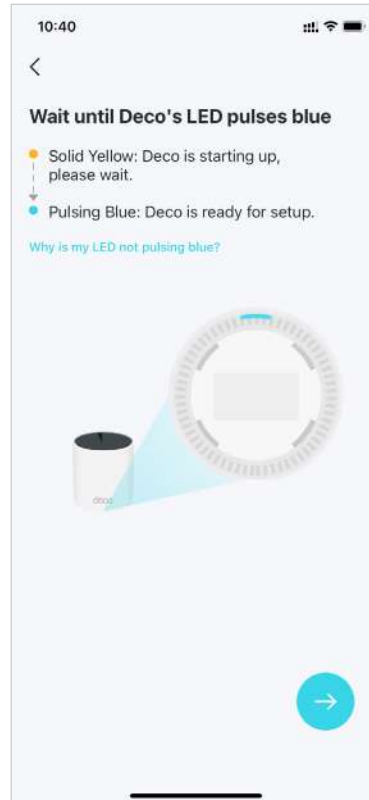 10:40
Wait until Deco's LED pulses blue
Solid Yellow: Deco is starting up,
please wait.
Pulsing Blue: Deco is ready for setup.
Why is my LED not pulsing blue?
deco